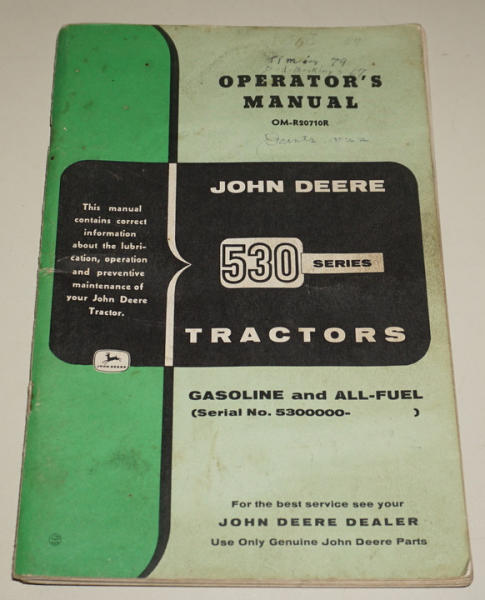 OPERATOR'S
MANUAL
OM-R20710R
This manual
contains correct
information
about the lubri-
cation, operation
and preventive
maintenance of
your John Deere
Tractor.
JOHN DEERE
JOHN DEERE
530 SERIES
TRACTORS
GASOLINE and ALL-FUEL
(Serial No. 5300000- )
For the best service see your
JOHN DEERE DEALER
Use Only Genuine John Deere Parts